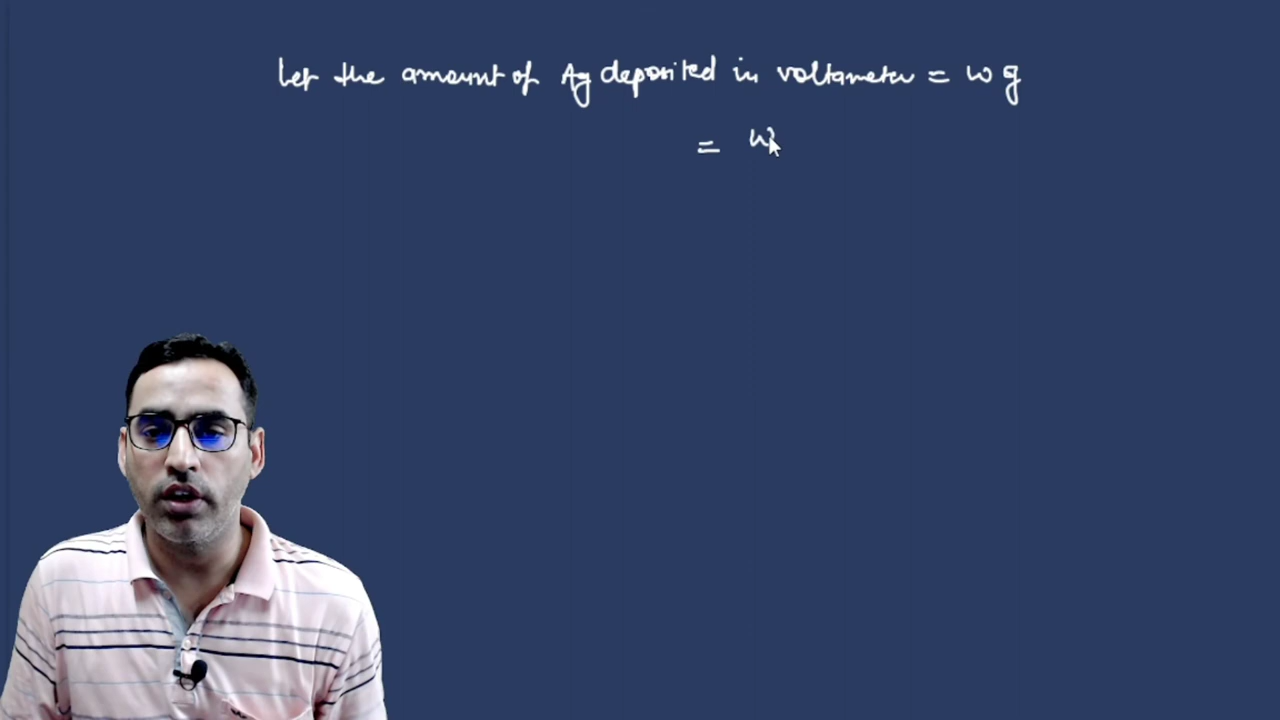 Let the amount of Ag deposited in voltameter = w g
= w